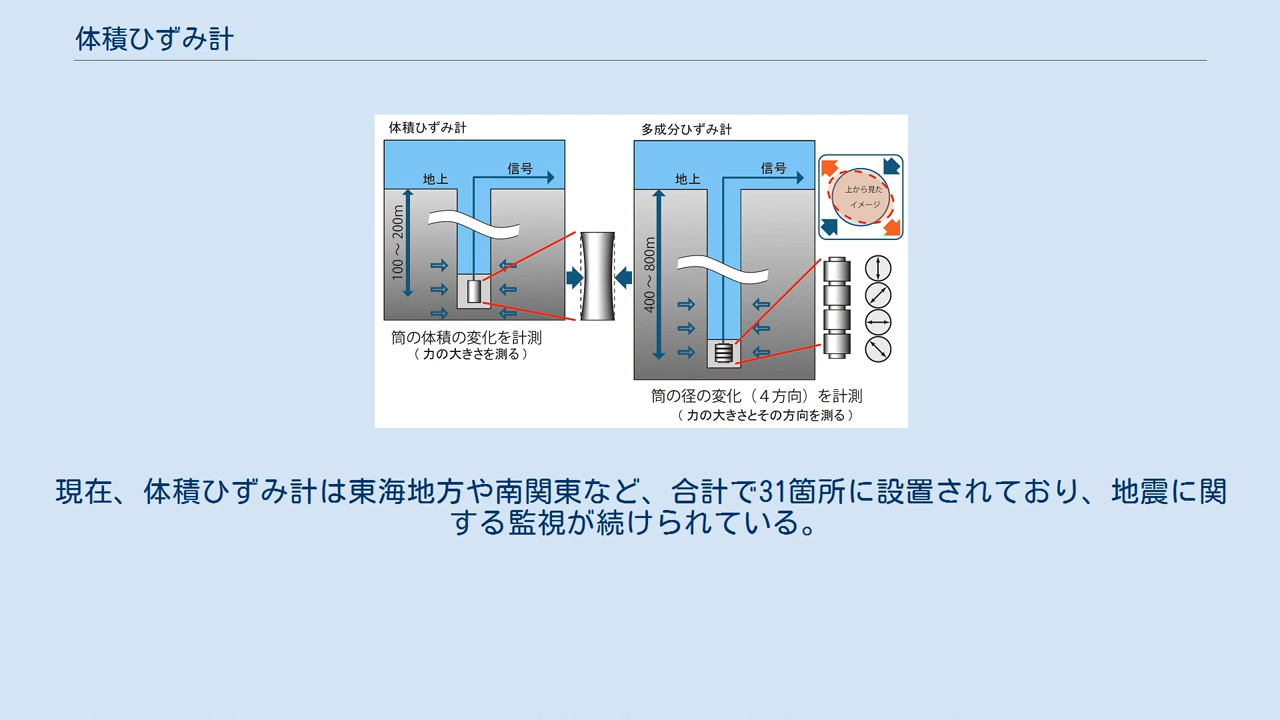 体積ひずみ計
体積ひずみ計
地上
信号
100～200m
筒の体積の変化を計測
（力の大きさを測る）
多成分ひずみ計
地上
信号
400～800m
上から見た
イメージ
筒の径の変化（４方向）を計測
（力の大きさとその方向を測る）
現在、体積ひずみ計は東海地方や南関東など、合計で31箇所に設置されており、地震に関
する監視が続けられている。